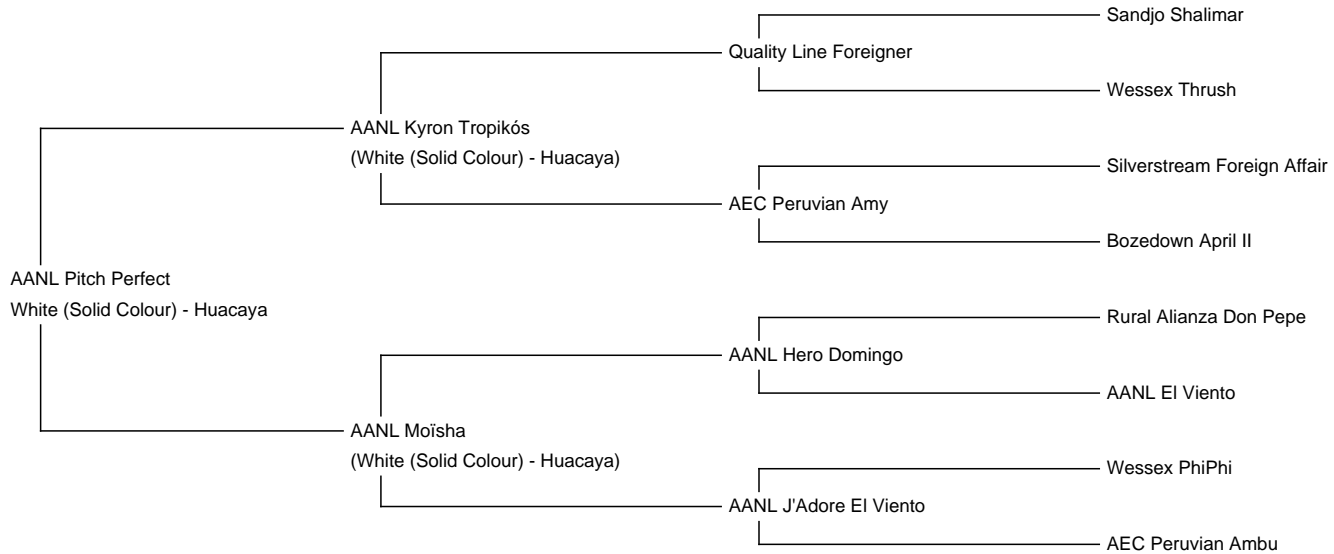 Sandjo Shalimar
Quality Line Foreigner
Wessex Thrush
AANL Kyron Tropikós
(White (Solid Colour) - Huacaya)
Silverstream Foreign Affair
AEC Peruvian Amy
Bozedown April II
AANL Pitch Perfect
White (Solid Colour) - Huacaya
Rural Alianza Don Pepe
AANL Hero Domingo
AANL El Viento
AANL Moïsha
(White (Solid Colour) - Huacaya)
Wessex PhiPhi
AANL J'Adore El Viento
AEC Peruvian Ambu